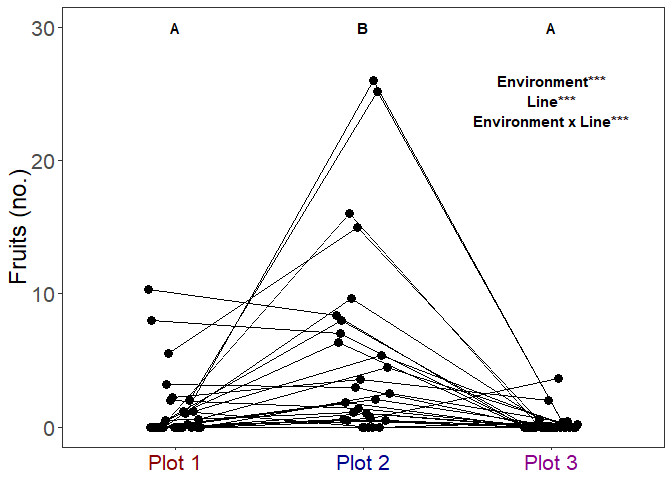 A B A
Environment***
Line***
Environment x Line***
Fruits (no.)
30
20
10
0
Plot 1 Plot 2 Plot 3